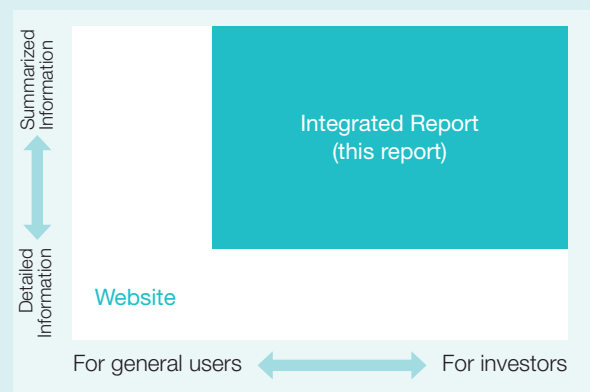 Summarized
Information
Integrated Report
(this report)
Detailed
Information
Website
For general users
For investors